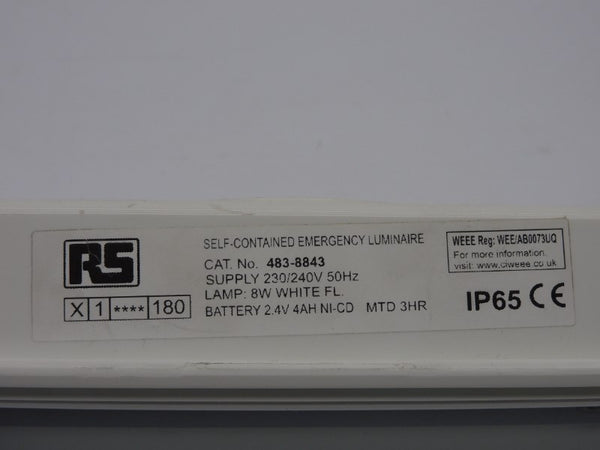 RS
X 1 **** 180
SELF-CONTAINED EMERGENCY LUMINAIRE
CAT. No. 483-8843
SUPPLY 230/240V 50Hz
LAMP: 8W WHITE FL.
BATTERY 2.4V 4AH NI-CD MTD 3HR
WEEE Reg: WEE/AB0073UQ
For more information.
visit: www.ciweee.co.uk
IP65 CE